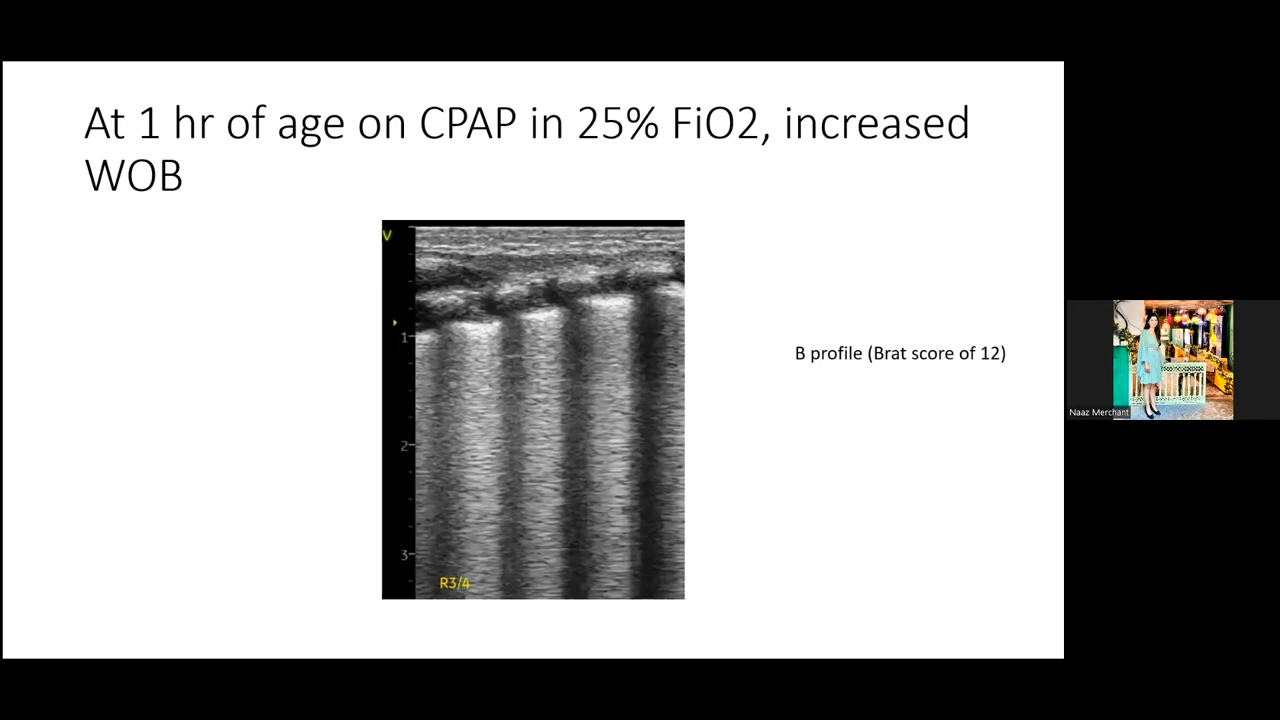 At 1 hr of age on CPAP in 25% FiO2, increased
WOB
V
1
2
3
R3/4
B profile (Brat score of 12)
Naaz Merchant